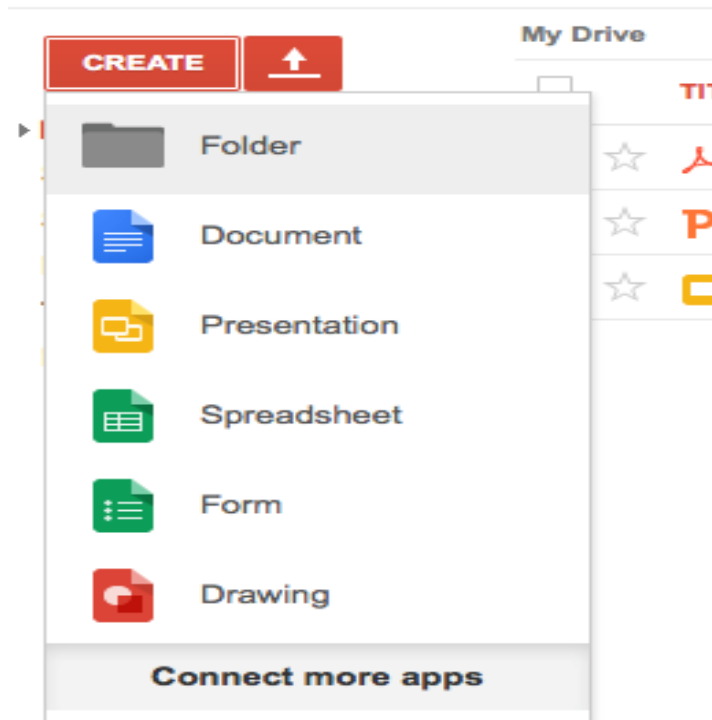 My Drive
CREATE
Folder
Document
Presentation
Spreadsheet
Form
Drawing
Connect more apps